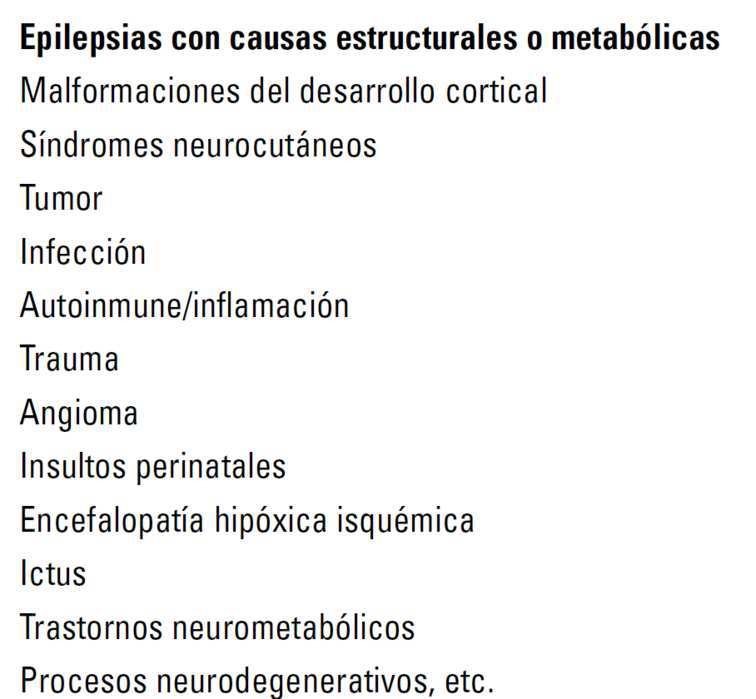 Epilepsias con causas estructurales o metabólicas
Malformaciones del desarrollo cortical
Síndromes neurocutáneos
Tumor
Infección
Autoinmune/inflamación
Trauma
Angioma
Insultos perinatales
Encefalopatía hipóxica isquémica
Ictus
Trastornos neurometabólicos
Procesos neurodegenerativos, etc.